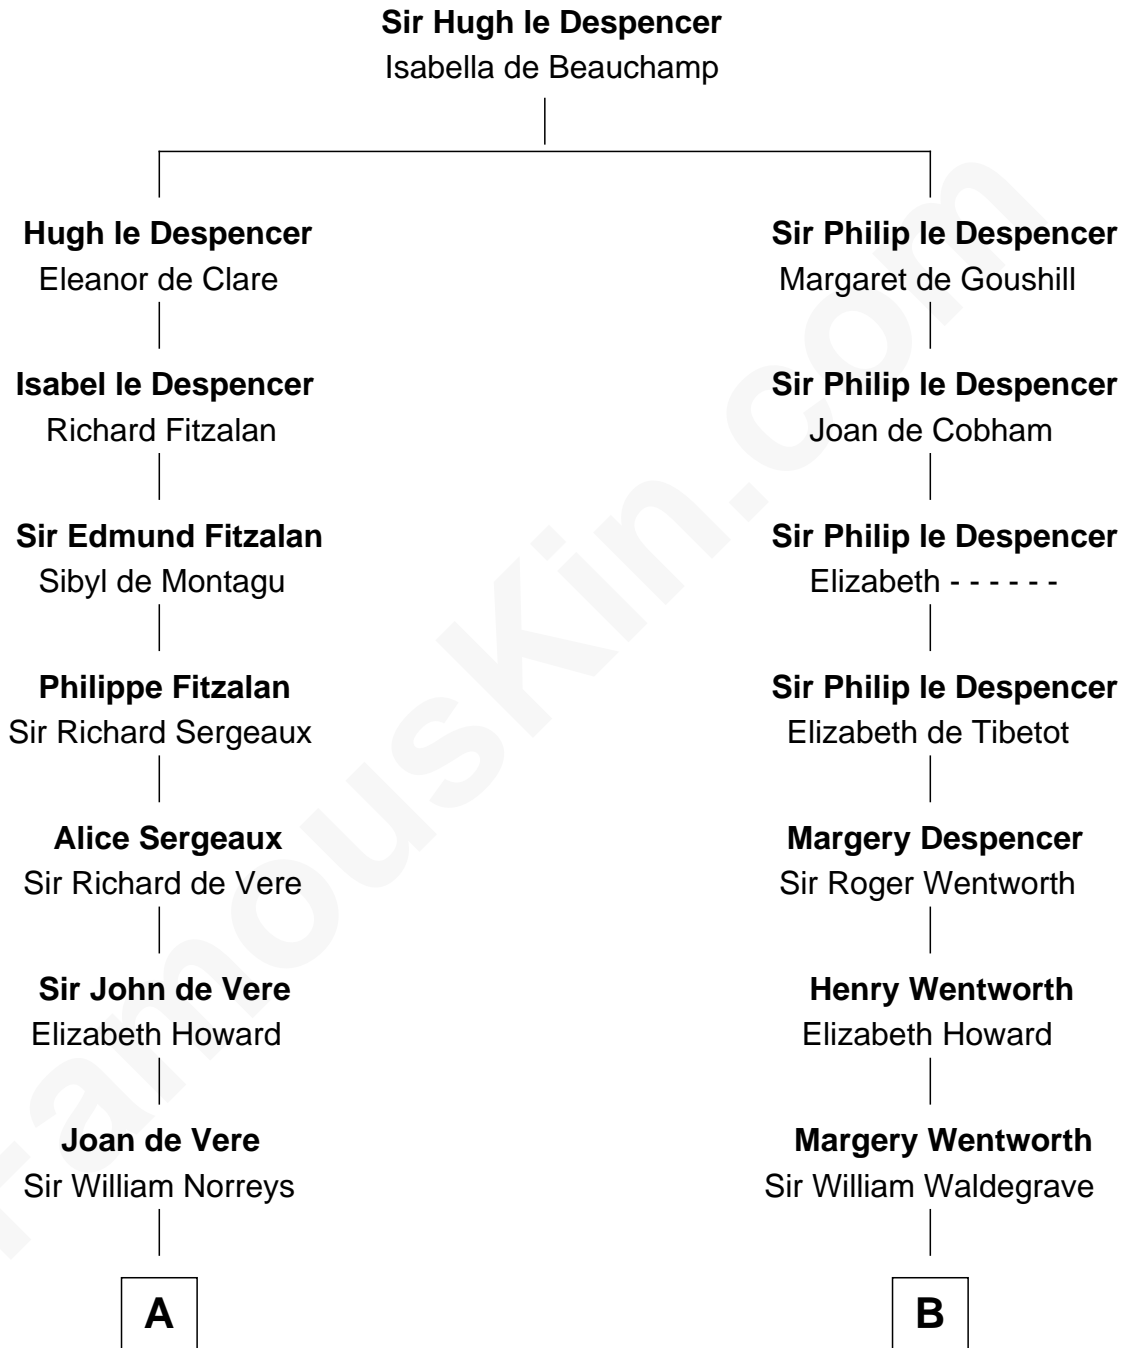 Sir Hugh le Despencer
Isabella de Beauchamp
Hugh le Despencer
Eleanor de Clare
Isabel le Despencer
Richard Fitzalan
Sir Edmund Fitzalan
Sibyl de Montagu
Philippe Fitzalan
Sir Richard Sergeaux
Alice Sergeaux
Sir Richard de Vere
Sir John de Vere
Elizabeth Howard
Joan de Vere
Sir William Norreys
A
Sir Philip le Despencer
Margaret de Goushill
Sir Philip le Despencer
Joan de Cobham
Sir Philip le Despencer
Elizabeth - - - - - -
Sir Philip le Despencer
Elizabeth de Tibetot
Margery Despencer
Sir Roger Wentworth
Henry Wentworth
Elizabeth Howard
Margery Wentworth
Sir William Waldegrave
B
FamousKin.com